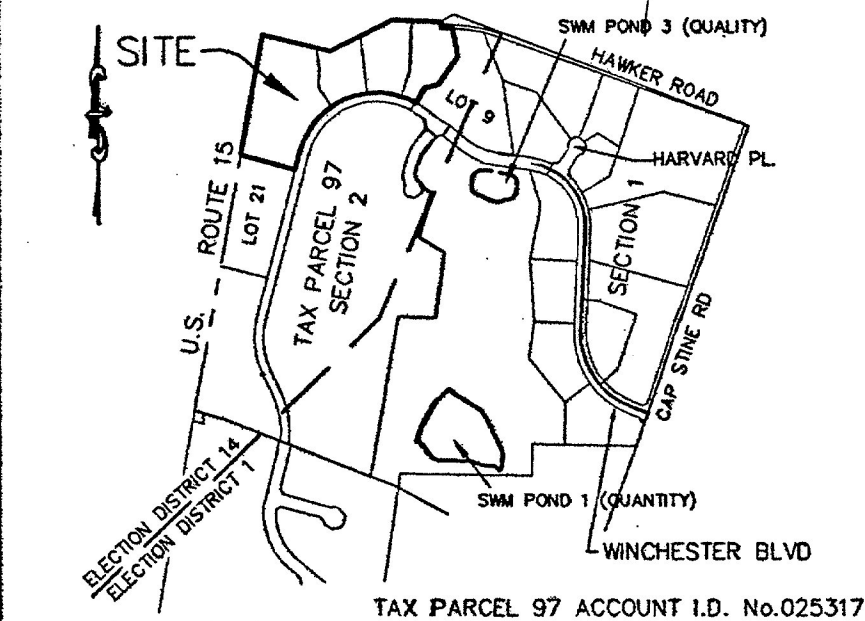 SWM POND 3 (QUALITY)
SITE
HAWKER ROAD
LOT 9
HARVARD PL.
U.S. ROUTE 15
LOT 21
TAX PARCEL 97
SECTION 2
SECTION 1
CAP STINE RD
ELECTION DISTRICT 14
ELECTION DISTRICT 1
SWM POND 1 (QUANTITY)
WINCHESTER BLVD
TAX PARCEL 97 ACCOUNT I.D. No.025317